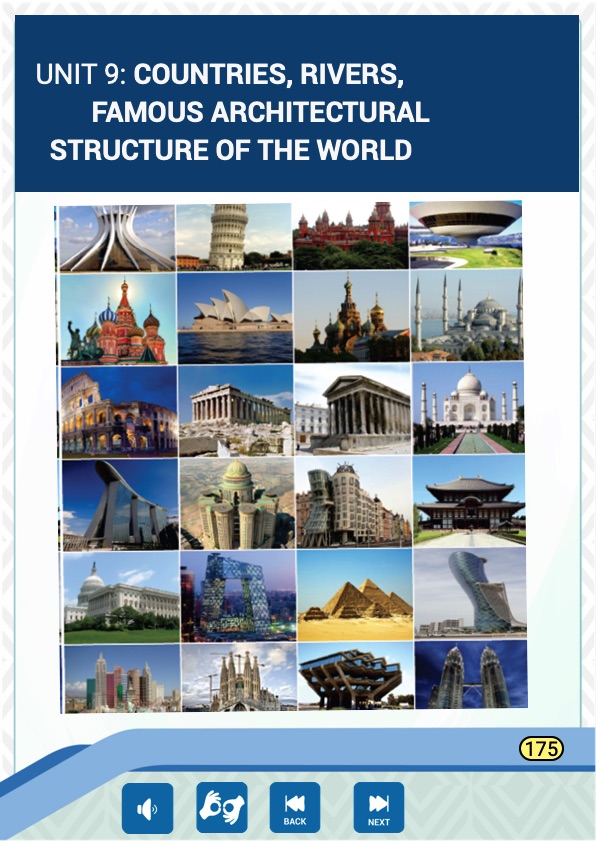 UNIT 9: COUNTRIES, RIVERS,
FAMOUS ARCHITECTURAL
STRUCTURE OF THE WORLD
175
BACK
NEXT